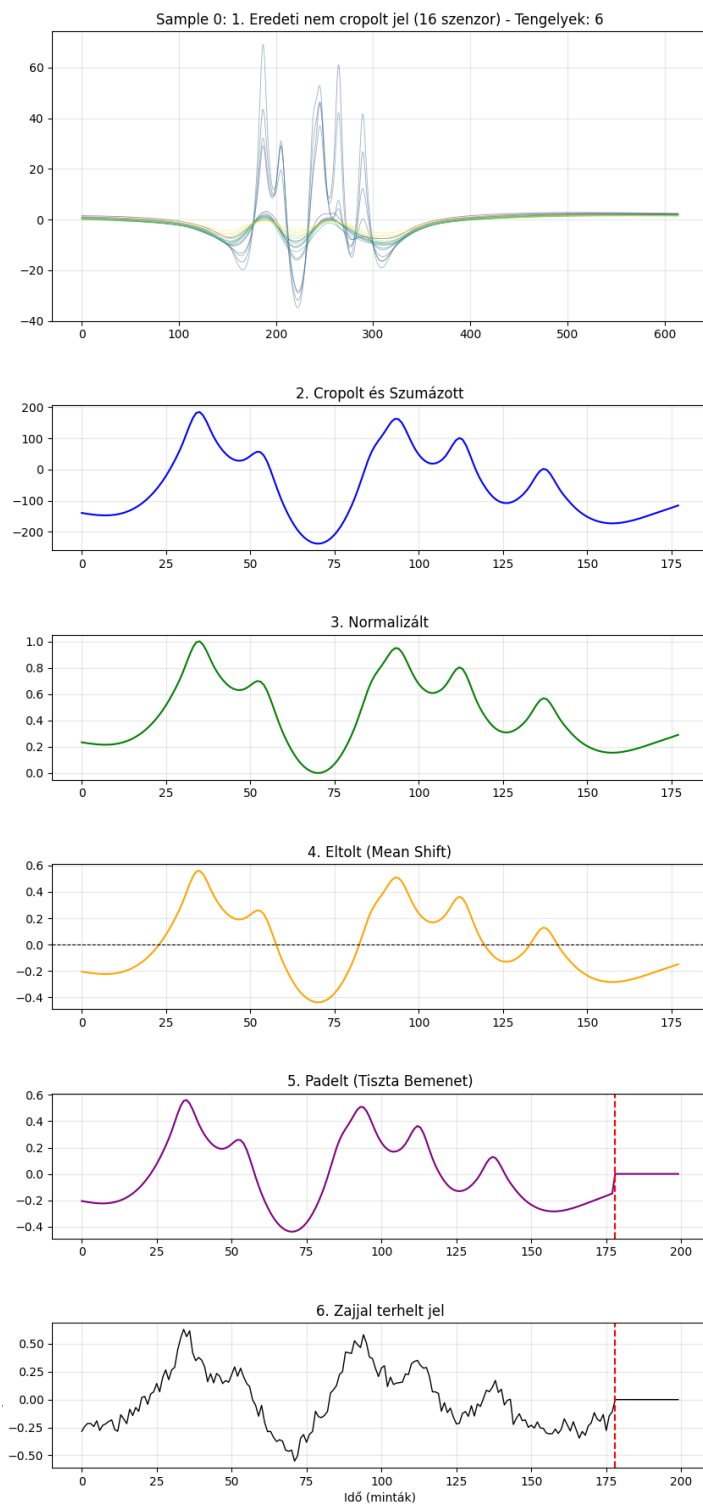 Sample 0: 1. Eredeti nem cropolt jel (16 szenzor) - Tengelyek: 6
60
40
20
0
−20
−40
0 100 200 300 400 500 600
2. Cropolt és Szumázott
200
100
0
−100
−200
0 25 50 75 100 125 150 175
3. Normalizált
1.0
0.8
0.6
0.4
0.2
0.0
0 25 50 75 100 125 150 175
4. Eltolt (Mean Shift)
0.6
0.4
0.2
0.0
−0.2
−0.4
0 25 50 75 100 125 150 175
5. Padelt (Tiszta Bemenet)
0.6
0.4
0.2
0.0
−0.2
−0.4
0 25 50 75 100 125 150 175 200
6. Zajjal terhelt jel
0.50
0.25
0.00
−0.25
−0.50
0 25 50 75 100 125 150 175 200
Idő (minták)